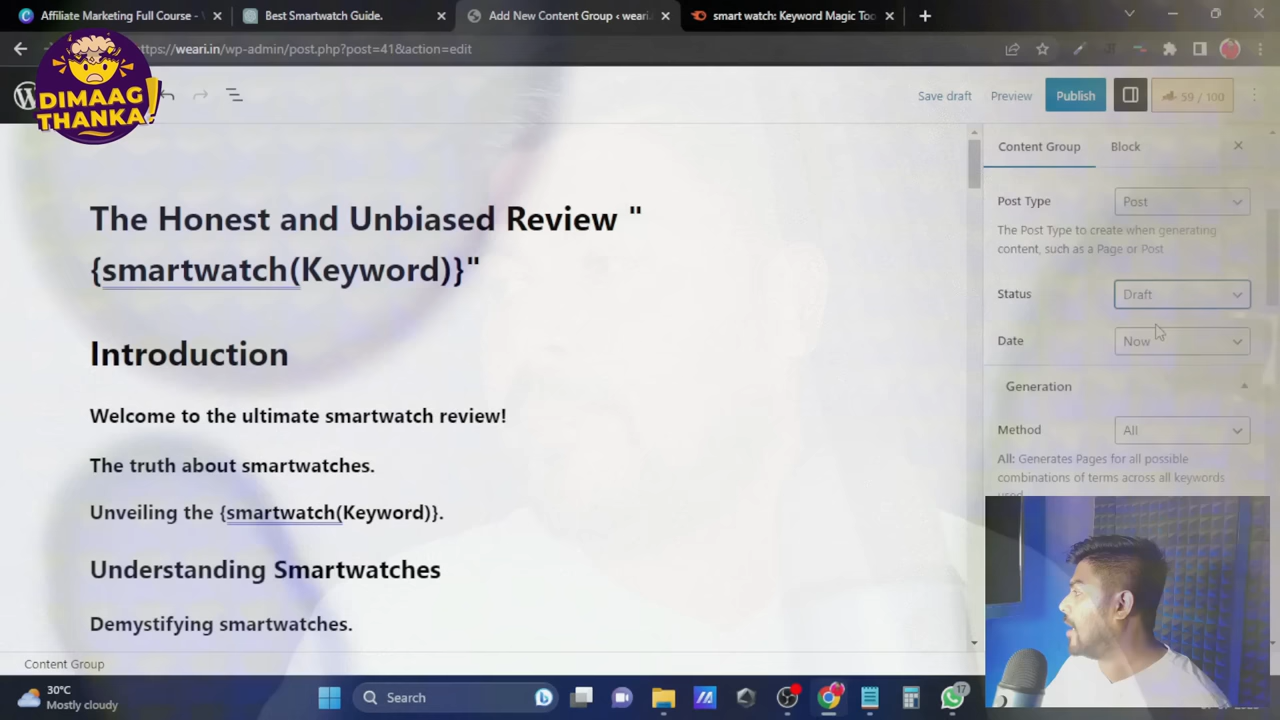 Affiliate Marketing Full Course -
Best Smartwatch Guide.
Add New Content Group ‹ weari.
smart watch: Keyword Magic Too
https://weari.in/wp-admin/post.php?post=41&action=edit
DIMAAG
THANKA!
Save draft
Preview
Publish
59 / 100
Content Group
Block
The Honest and Unbiased Review "
{smartwatch(Keyword)}"
Introduction
Welcome to the ultimate smartwatch review!
The truth about smartwatches.
Unveiling the {smartwatch(Keyword)}.
Understanding Smartwatches
Demystifying smartwatches.
Post Type
Post
The Post Type to create when generating
content, such as a Page or Post
Status
Draft
Date
Now
Generation
Method
All
All: Generates Pages for all possible
combinations of terms across all keywords
used
Content Group
30°C
Mostly cloudy
Search
17